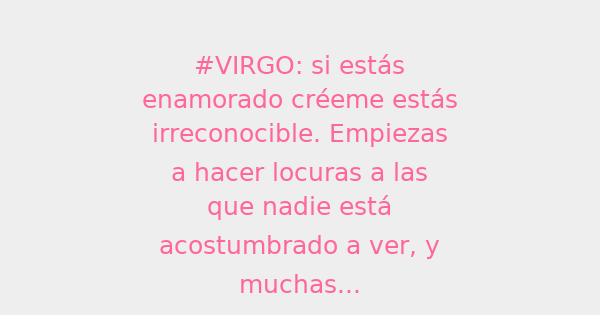 #VIRGO: si estás
enamorado créeme estás
irreconocible. Empiezas
a hacer locuras a las
que nadie está
acostumbrado a ver, y
muchas...